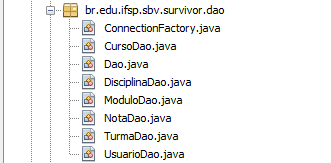 br.edu.ifsp.sbv.survivor.dao
ConnectionFactory.java
CursoDao.java
Dao.java
DisciplinaDao.java
ModuloDao.java
NotaDao.java
TurmaDao.java
UsuarioDao.java